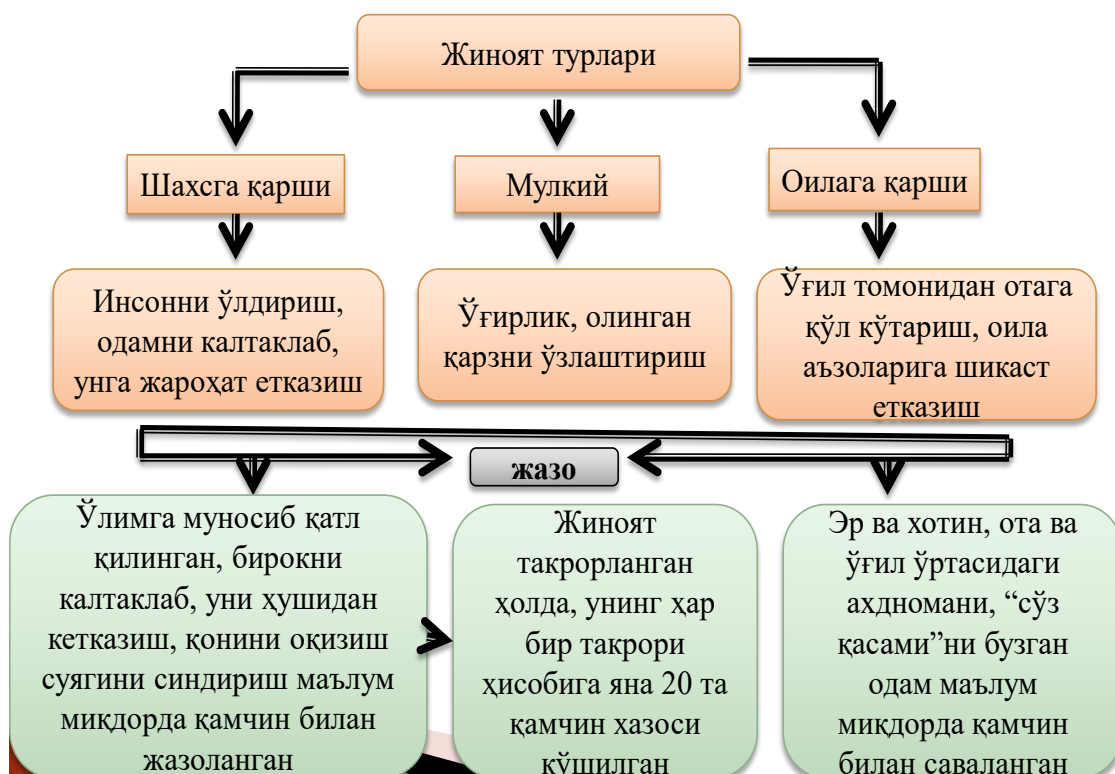 Жиноят турлари
Шахсга қарши
Мулкий
Оилага қарши
Инсонни ўлдириш,
одамни калтаклаб,
унга жароҳат етказиш
Ўғирлик, олинган
қарзни ўзлаштириш
Ўғил томонидан отага
қўл кўтариш, оила
аъзоларига шикаст
етказиш
жазо
Ўлимга муносиб қатл
қилинган, бирокни
калтаклаб, уни ҳушидан
кетказиш, қонини оқизиш
суягини синдириш маълум
миқдорда қамчин билан
жазоланган
Жиноят
такрорланган
ҳолда, унинг ҳар
бир такрори
ҳисобига яна 20 та
қамчин хазоси
қўшилган
Эр ва хотин, ота ва
ўғил ўртасидаги
ахдномани, “сўз
қасами”ни бузган
одам маълум
миқдорда қамчин
билан саваланган